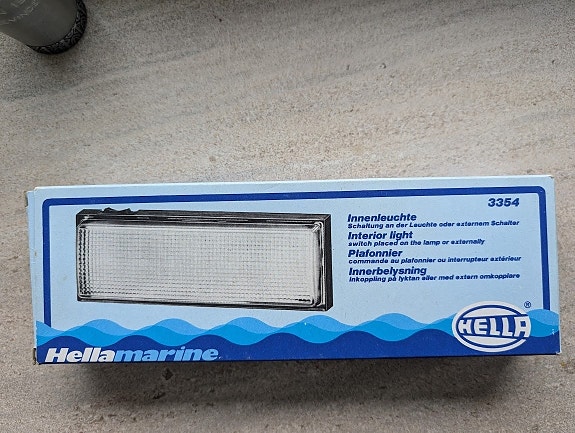 3354
Innenleuchte
Schaltung an der Leuchte oder externem Schalter
Interior light
switch placed on the lamp or externally
Plafonnier
commande au plafonnier ou interrupteur extérieur
Innerbelysning
Inkoppling på lyktan eller med extern omkopplare
HELLA
®
Hellamarine